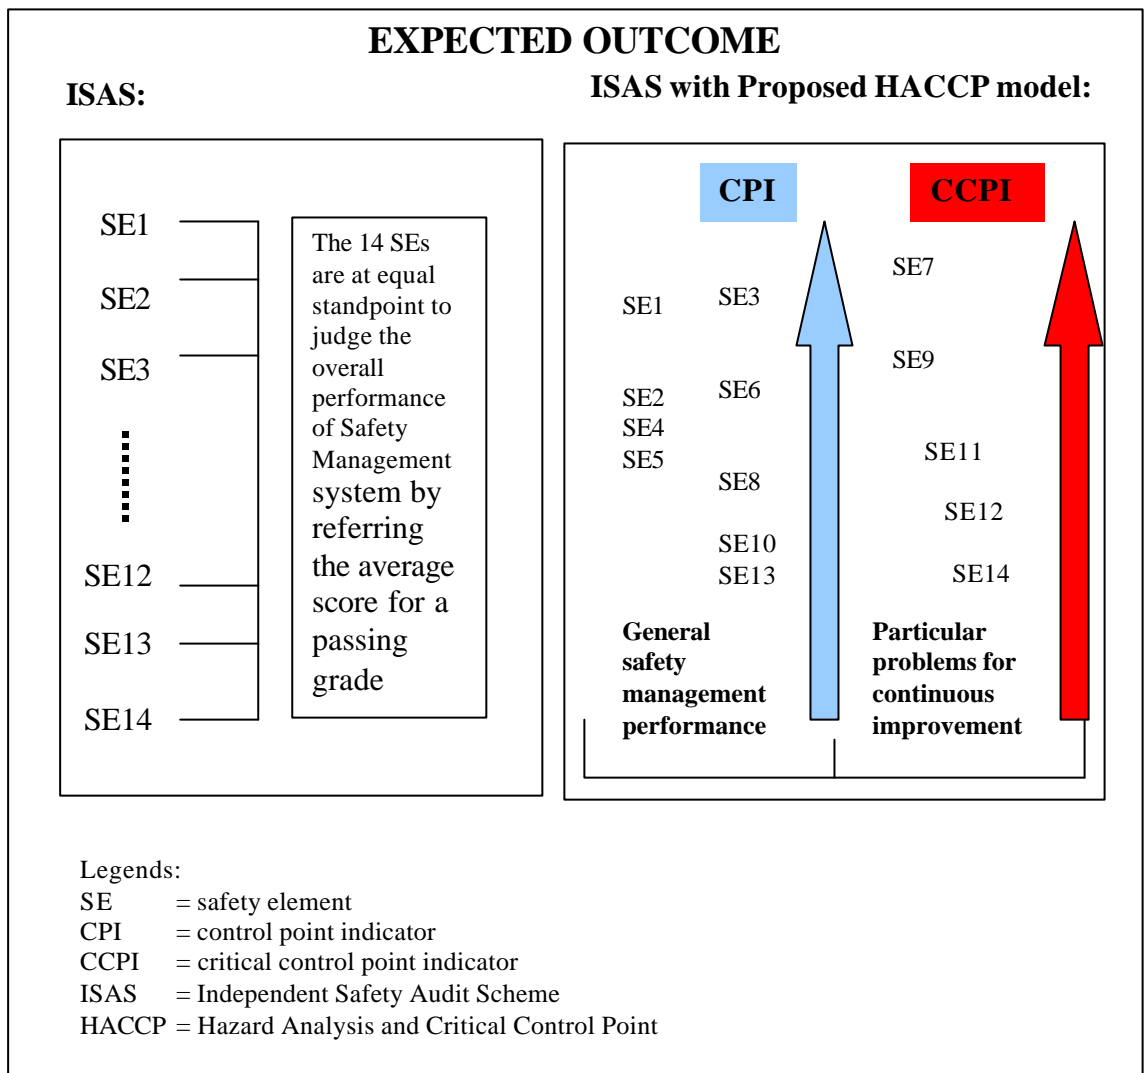 EXPECTED OUTCOME
ISAS:
SE1
SE2
SE3
SE12
SE13
SE14
The 14 SEs
are at equal
standpoint to
judge the
overall
performance
of Safety
Management
system by
referring
the average
score for a
passing
grade
ISAS with Proposed HACCP model:
CPI
SE1
SE2
SE4
SE5
SE3
SE6
SE8
SE10
SE13
General
safety
management
performance
CCPI
SE7
SE9
SE11
SE12
SE14
Particular
problems for
continuous
improvement
Legends:
SE = safety element
CPI = control point indicator
CCPI = critical control point indicator
ISAS = Independent Safety Audit Scheme
HACCP = Hazard Analysis and Critical Control Point